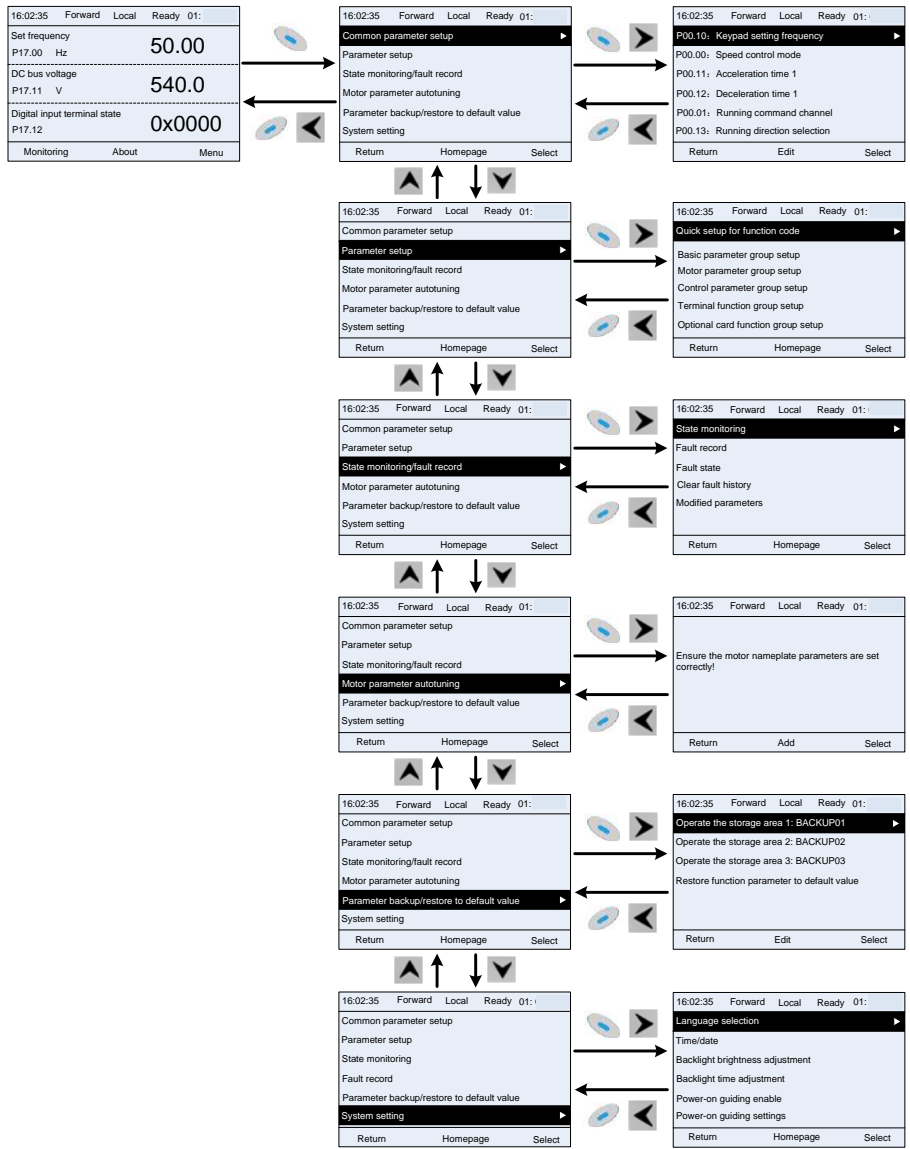 16:02:35 Forward Local Ready 01:
Set frequency
P17.00 Hz 50.00
DC bus voltage
P17.11 V 540.0
Digital input terminal state
P17.12 0x0000
Monitoring About Menu
16:02:35 Forward Local Ready 01:
Common parameter setup
Parameter setup
State monitoring/fault record
Motor parameter autotuning
Parameter backup/restore to default value
System setting
Return Homepage Select
16:02:35 Forward Local Ready 01:
P00.10: Keypad setting frequency
P00.00: Speed control mode
P00.11: Acceleration time 1
P00.12: Deceleration time 1
P00.01: Running command channel
P00.13: Running direction selection
Return Edit Select
16:02:35 Forward Local Ready 01:
Common parameter setup
Parameter setup
State monitoring/fault record
Motor parameter autotuning
Parameter backup/restore to default value
System setting
Return Homepage Select
16:02:35 Forward Local Ready 01:
Quick setup for function code
Basic parameter group setup
Motor parameter group setup
Control parameter group setup
Terminal function group setup
Optional card function group setup
Return Homepage Select
16:02:35 Forward Local Ready 01:
Common parameter setup
Parameter setup
State monitoring/fault record
Motor parameter autotuning
Parameter backup/restore to default value
System setting
Return Homepage Select
16:02:35 Forward Local Ready 01:
State monitoring
Fault record
Fault state
Clear fault history
Modified parameters
Return Homepage Select
16:02:35 Forward Local Ready 01:
Common parameter setup
Parameter setup
State monitoring/fault record
Motor parameter autotuning
Parameter backup/restore to default value
System setting
Return Homepage Select
16:02:35 Forward Local Ready 01:
Ensure the motor nameplate parameters are set
correctly!
Return Add Select
16:02:35 Forward Local Ready 01:
Common parameter setup
Parameter setup
State monitoring/fault record
Motor parameter autotuning
Parameter backup/restore to default value
System setting
Return Homepage Select
16:02:35 Forward Local Ready 01:
Operate the storage area 1: BACKUP01
Operate the storage area 2: BACKUP02
Operate the storage area 3: BACKUP03
Restore function parameter to default value
Return Edit Select
16:02:35 Forward Local Ready 01:
Common parameter setup
Parameter setup
State monitoring
Fault record
Parameter backup/restore to default value
System setting
Return Homepage Select
16:02:35 Forward Local Ready 01:
Language selection
Time/date
Backlight brightness adjustment
Backlight time adjustment
Power-on guiding enable
Power-on guiding settings
Return Homepage Select